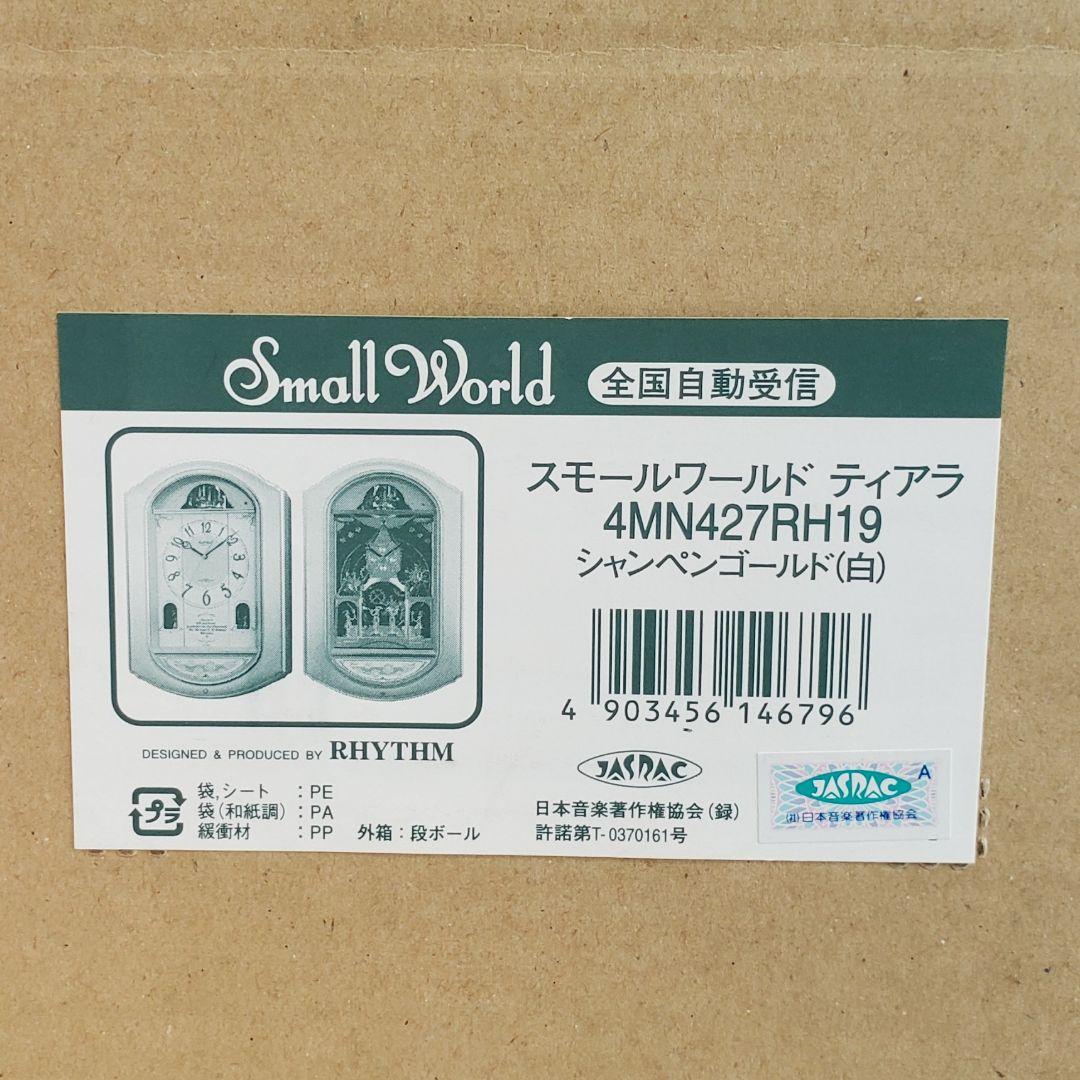 Small World 全国自動受信
スモールワールド ティアラ
4MN427RH19
シャンペンゴールド(白)
4 903456 146796
DESIGNED & PRODUCED BY RHYTHM
プラ
袋,シート :PE
袋(和紙調):PA
緩衝材 :PP 外箱:段ボール
JASRAC
日本音楽著作権協会(録)
許諾第T-0370161号
JASRAC A
(社)日本音楽著作権協会